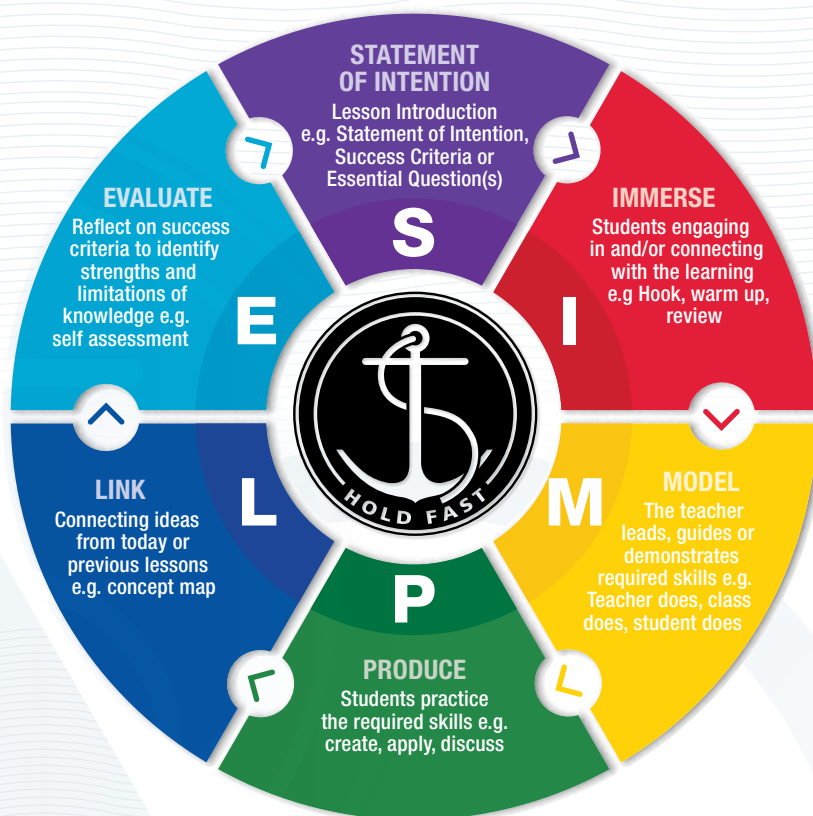 STATEMENT
OF INTENTION
Lesson Introduction
e.g. Statement of Intention,
Success Criteria or
Essential Question(s)
S
IMMERSE
Students engaging
in and/or connecting
with the learning
e.g Hook, warm up,
review
I
MODEL
The teacher
leads, guides or
demonstrates
required skills e.g.
Teacher does, class
does, student does
M
PRODUCE
Students practice
the required skills e.g.
create, apply, discuss
P
LINK
Connecting ideas
from today or
previous lessons
e.g. concept map
L
EVALUATE
Reflect on success
criteria to identify
strengths and
limitations of
knowledge e.g.
self assessment
E
HOLD FAST